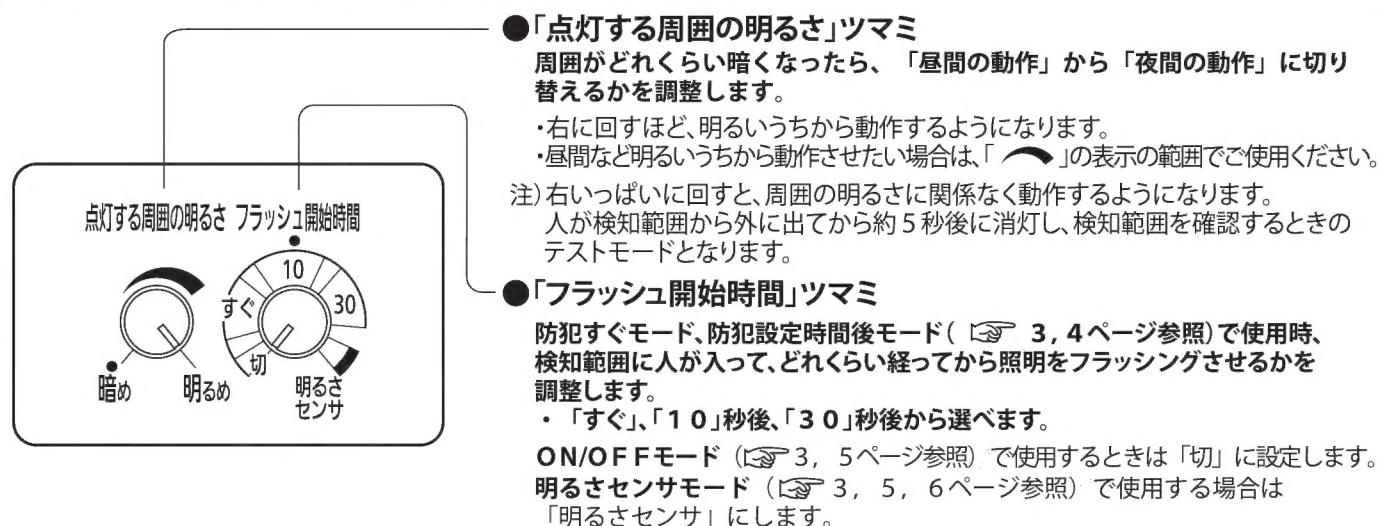 ●「点灯する周囲の明るさ」ツマミ
周囲がどれくらい暗くなったら、「昼間の動作」から「夜間の動作」に切り
替えるかを調整します。
・右に回すほど、明るいうちから動作するようになります。
・昼間など明るいうちから動作させたい場合は、「 」の表示の範囲でご使用ください。
注)右いっぱいに回すと、周囲の明るさに関係なく動作するようになります。
人が検知範囲から外に出てから約5秒後に消灯し、検知範囲を確認するときの
テストモードとなります。
●「フラッシュ開始時間」ツマミ
防犯すぐモード、防犯設定時間後モード(☞ 3,4ページ参照)で使用時、
検知範囲に人が入って、どれくらい経ってから照明をフラッシングさせるかを
調整します。
・「すぐ」、「10」秒後、「30」秒後から選べます。
ON/OFFモード(☞3,5ページ参照)で使用するときは「切」に設定します。
明るさセンサモード(☞3,5,6ページ参照)で使用する場合は
「明るさセンサ」にします。
点灯する周囲の明るさ フラッシュ開始時間
暗め 明るめ
切 すぐ 10 30
明るさ
センサ